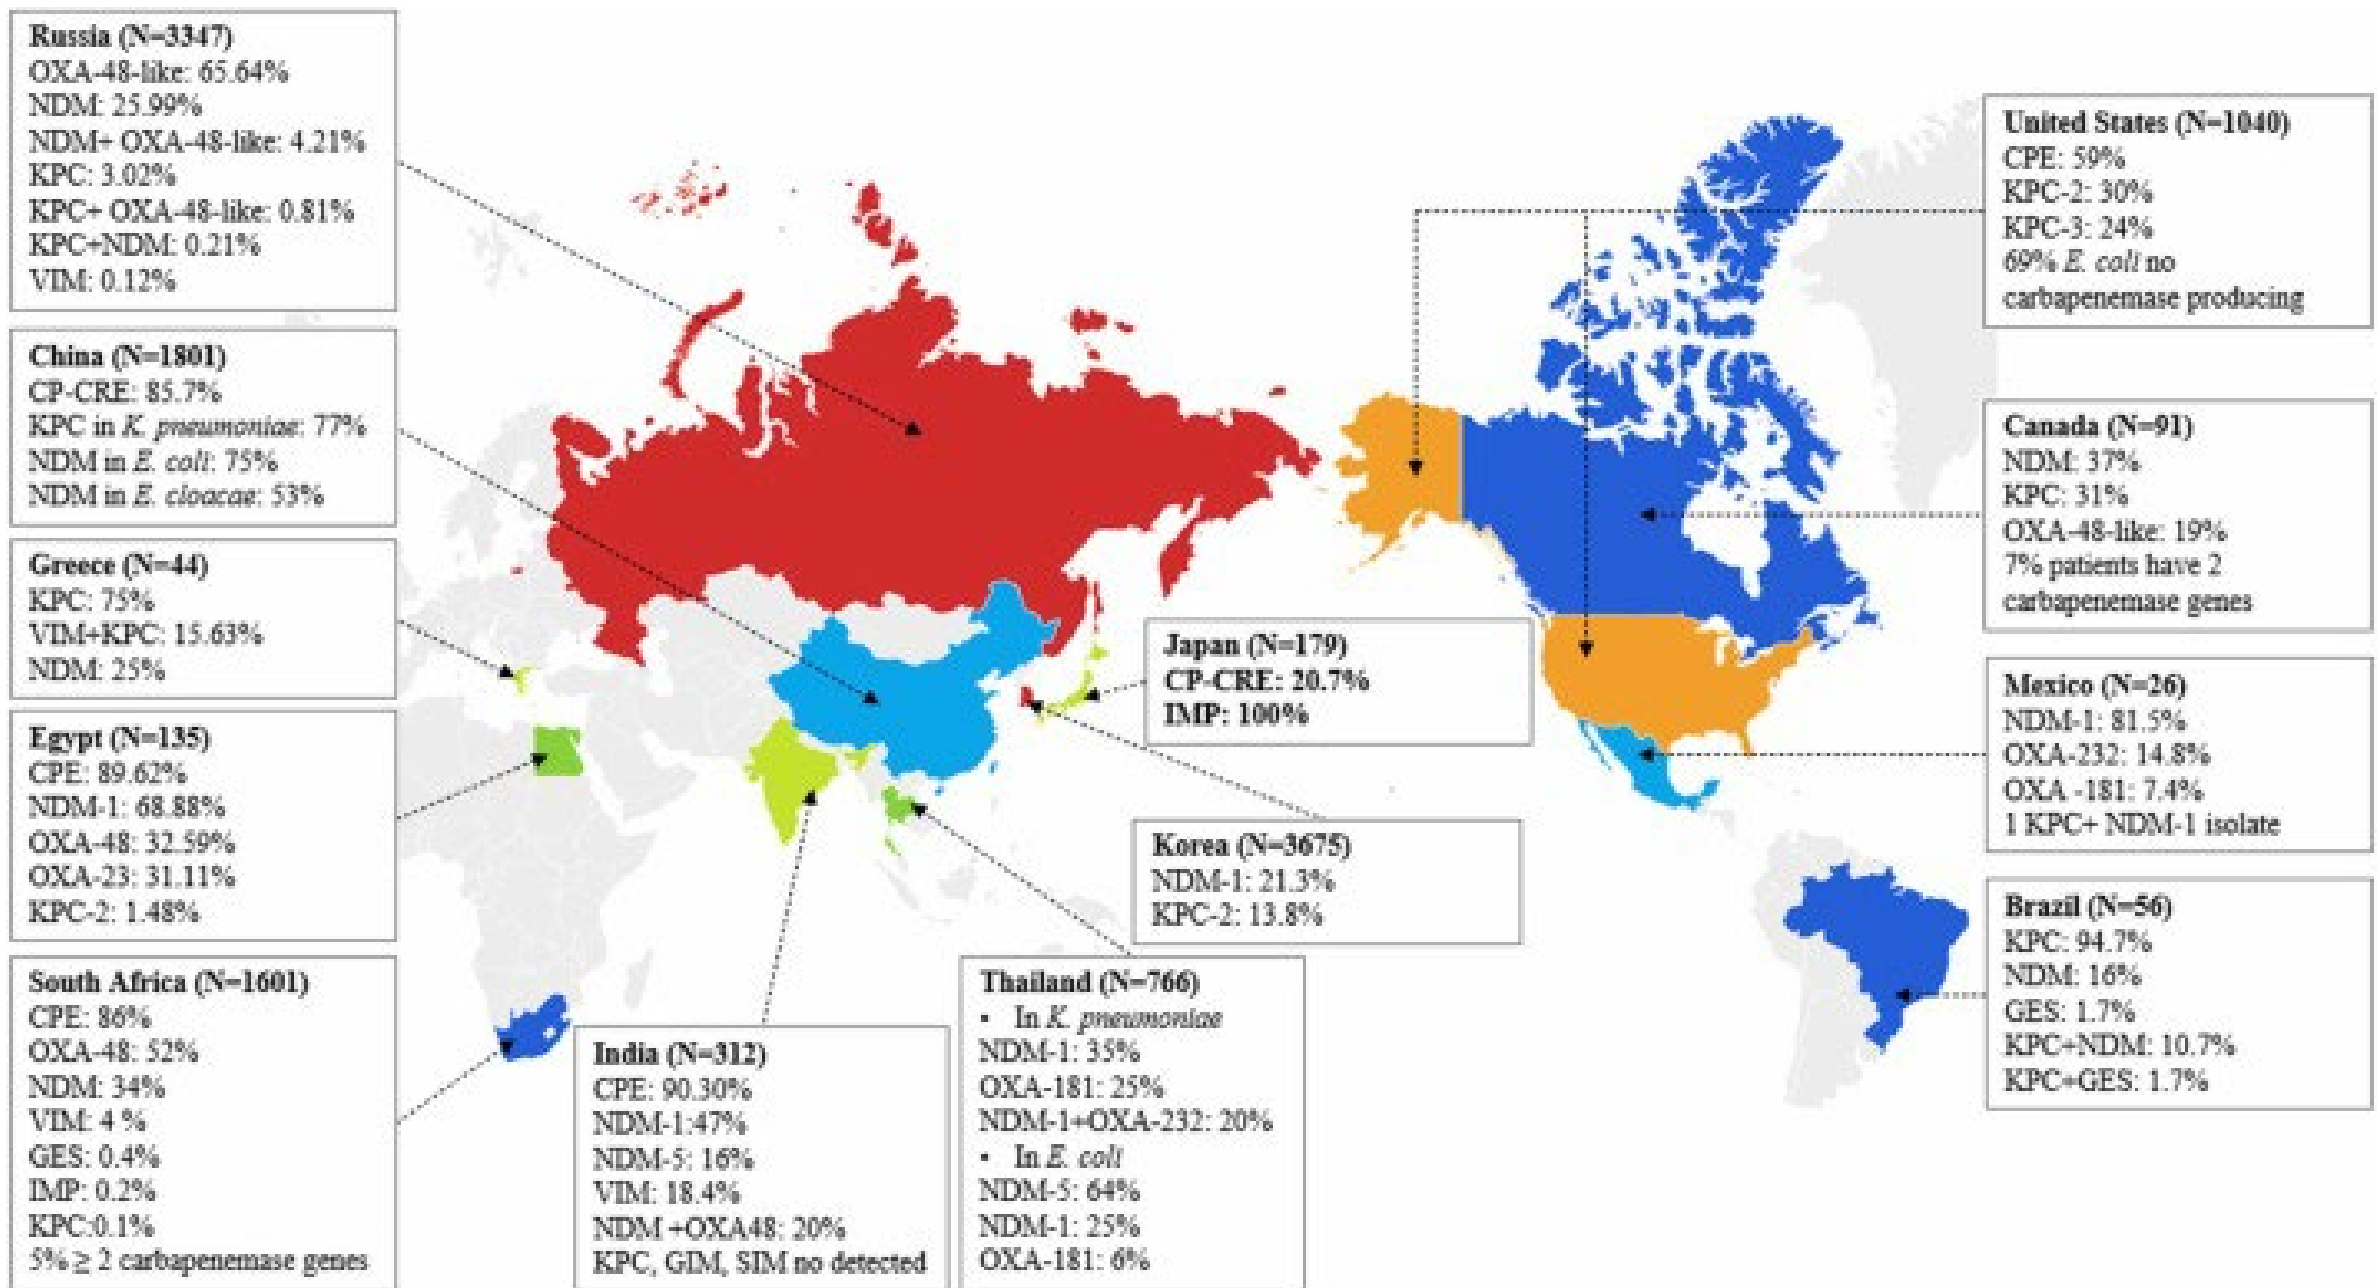 Russia (N=3347)
OXA-48-like: 65.64%
NDM: 25.99%
NDM+ OXA-48-like: 4.21%
KPC: 3.02%
KPC+ OXA-48-like: 0.81%
KPC+NDM: 0.21%
VIM: 0.12%
China (N=1801)
CP-CRE: 85.7%
KPC in K. pneumoniae: 77%
NDM in E. coli: 75%
NDM in E. cloacae: 53%
Greece (N=44)
KPC: 75%
VIM+KPC: 15.63%
NDM: 25%
Egypt (N=135)
CPE: 89.62%
NDM-1: 68.88%
OXA-48: 32.59%
OXA-23: 31.11%
KPC-2: 1.48%
South Africa (N=1601)
CPE: 86%
OXA-48: 52%
NDM: 34%
VIM: 4 %
GES: 0.4%
IMP: 0.2%
KPC:0.1%
5% ≥ 2 carbapenemase genes
India (N=312)
CPE: 90.30%
NDM-1:47%
NDM-5: 16%
VIM: 18.4%
NDM +OXA48: 20%
KPC, GIM, SIM no detected
Thailand (N=766)
• In K. pneumoniae
NDM-1: 35%
OXA-181: 25%
NDM-1+OXA-232: 20%
• In E. coli
NDM-5: 64%
NDM-1: 25%
OXA-181: 6%
Japan (N=179)
CP-CRE: 20.7%
IMP: 100%
Korea (N=3675)
NDM-1: 21.3%
KPC-2: 13.8%
United States (N=1040)
CPE: 59%
KPC-2: 30%
KPC-3: 24%
69% E. coli no
carbapenemase producing
Canada (N=91)
NDM: 37%
KPC: 31%
OXA-48-like: 19%
7% patients have 2
carbapenemase genes
Mexico (N=26)
NDM-1: 81.5%
OXA-232: 14.8%
OXA -181: 7.4%
1 KPC+ NDM-1 isolate
Brazil (N=56)
KPC: 94.7%
NDM: 16%
GES: 1.7%
KPC+NDM: 10.7%
KPC+GES: 1.7%